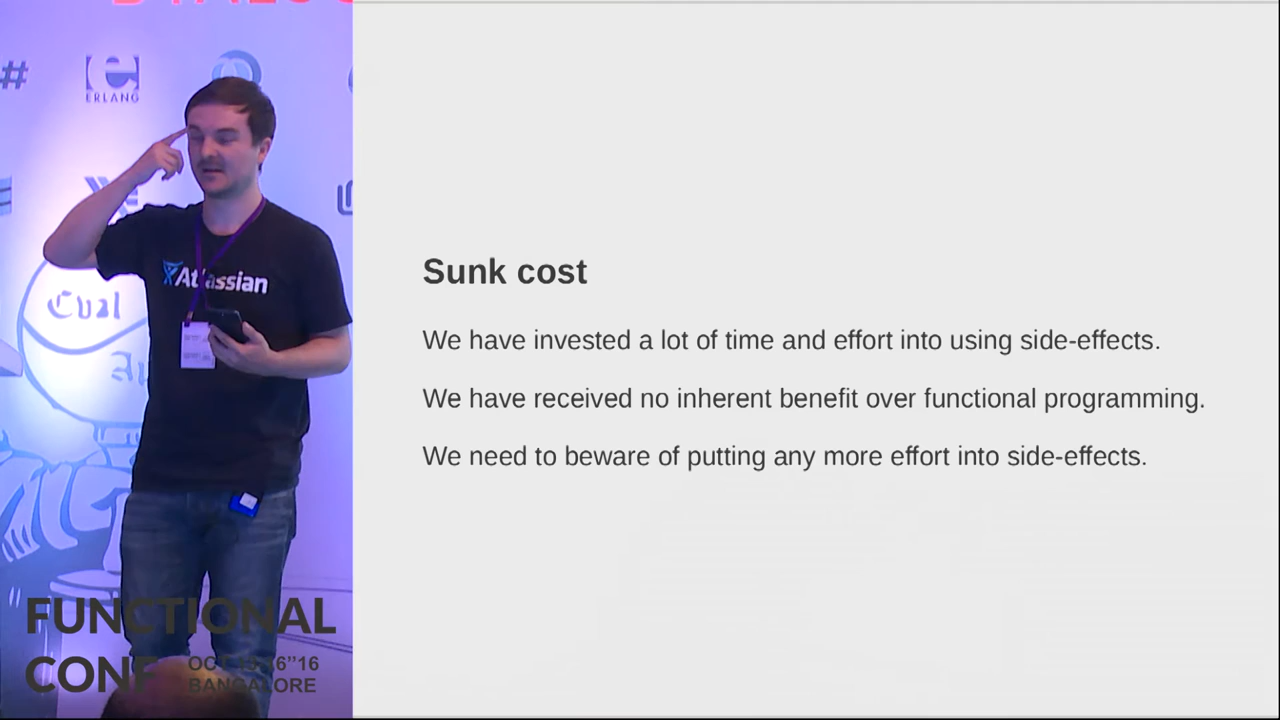 #
ERLANG
Atlassian
Eval
FUNCTIONAL
CONF
BANGALORE
Sunk cost
We have invested a lot of time and effort into using side-effects.
We have received no inherent benefit over functional programming.
We need to beware of putting any more effort into side-effects.